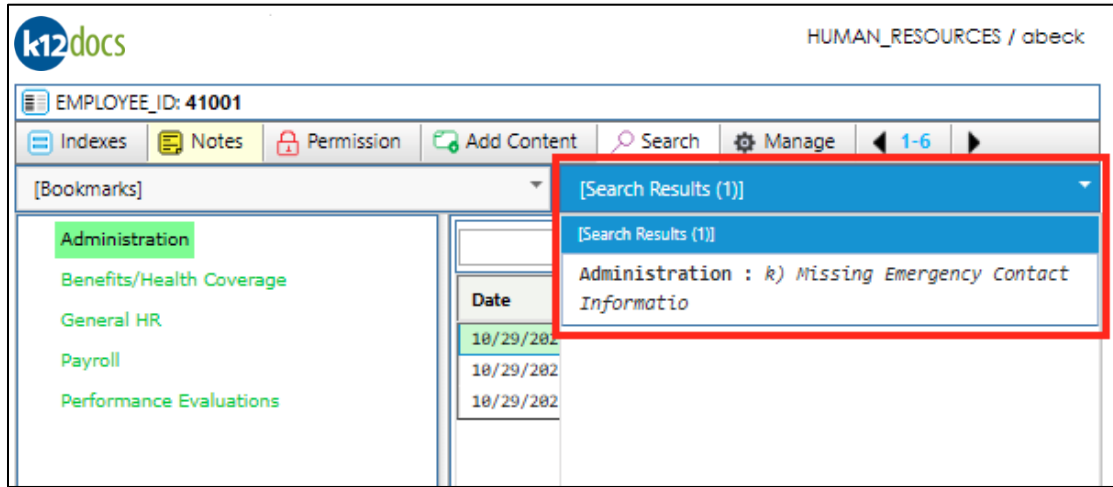 k12docs
HUMAN_RESOURCES / abeck
EMPLOYEE_ID: 41001
Indexes Notes Permission Add Content Search Manage 1-6
[Bookmarks]
[Search Results (1)]
[Search Results (1)]
Administration : k) Missing Emergency Contact
Informatio
Administration
Benefits/Health Coverage
General HR
Payroll
Performance Evaluations
Date
10/29/202
10/29/202
10/29/202